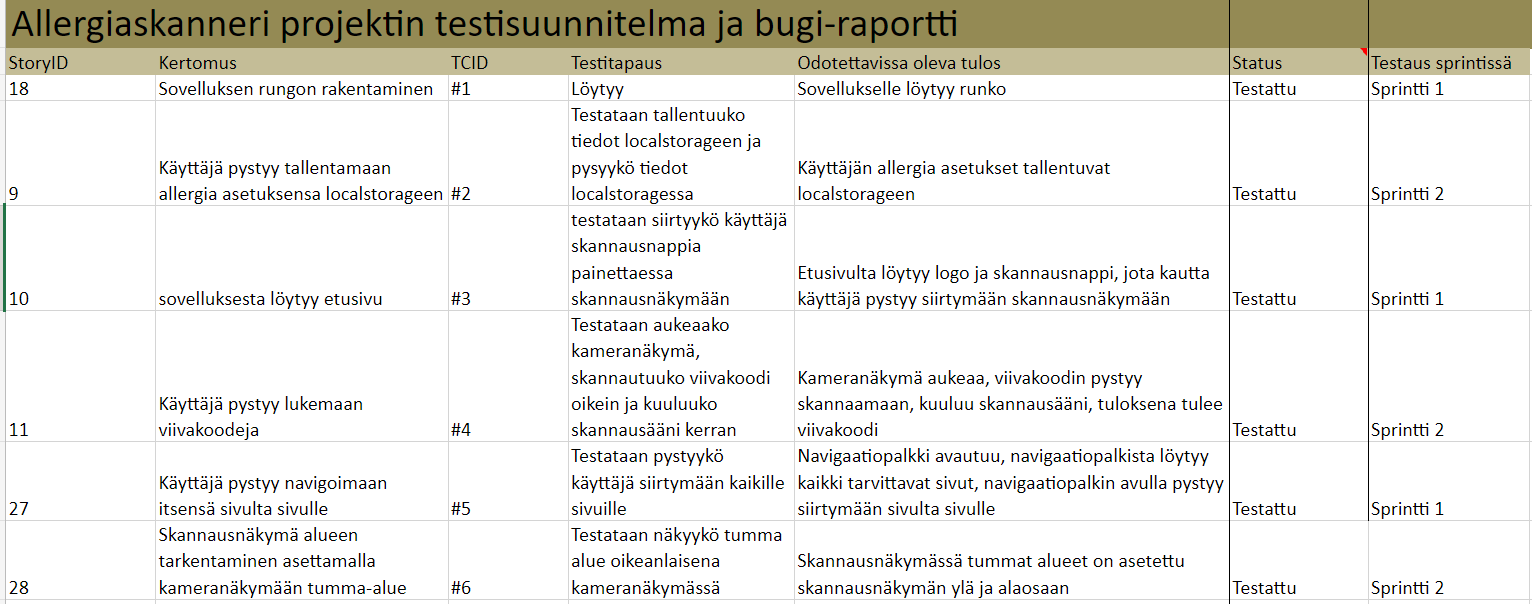 Allergiaskanneri projektin testisuunnitelma ja bugi-raportti
StoryID Kertomus TCID Testitapaus Odotettavissa oleva tulos Status Testaus sprintissä
18 Sovelluksen rungon rakentaminen #1 Löytyy Sovellukselle löytyy runko Testattu Sprintti 1
Testataan tallentuuko
tiedot localstorageen ja
Käyttäjä pystyy tallentamaan pysyykö tiedot Käyttäjän allergia asetukset tallentuvat
9 allergia asetuksensa localstorageen #2 localstoragessa localstorageen Testattu Sprintti 2
testataan siirtyykö käyttäjä
skannausnappia
painettaessa Etusivulta löytyy logo ja skannausnappi, jota kautta
10 sovelluksesta löytyy etusivu #3 skannausnäkymään käyttäjä pystyy siirtymään skannausnäkymään Testattu Sprintti 1
Testataan aukeaako
kameranäkymä,
skannautuuko viivakoodi Kameranäkymä aukeaa, viivakoodin pystyy
Käyttäjä pystyy lukemaan oikein ja kuuluuko skannaamaan, kuuluu skannausääni, tuloksena tulee
11 viivakoodeja #4 skannausääni kerran viivakoodi Testattu Sprintti 2
Testataan pystyykö Navigaatiopalkki avautuu, navigaatiopalkista löytyy
Käyttäjä pystyy navigoimaan käyttäjä siirtymään kaikille kaikki tarvittavat sivut, navigaatiopalkin avulla pystyy
27 itsensä sivulta sivulle #5 sivuille siirtymään sivulta sivulle Testattu Sprintti 1
Skannausnäkymä alueen Testataan näkyykö tumma
tarkentaminen asettamalla alue oikeanlaisena Skannausnäkymässä tummat alueet on asetettu
28 kameranäkymään tumma-alue #6 kameranäkymässä skannausnäkymän ylä ja alaosaan Testattu Sprintti 2